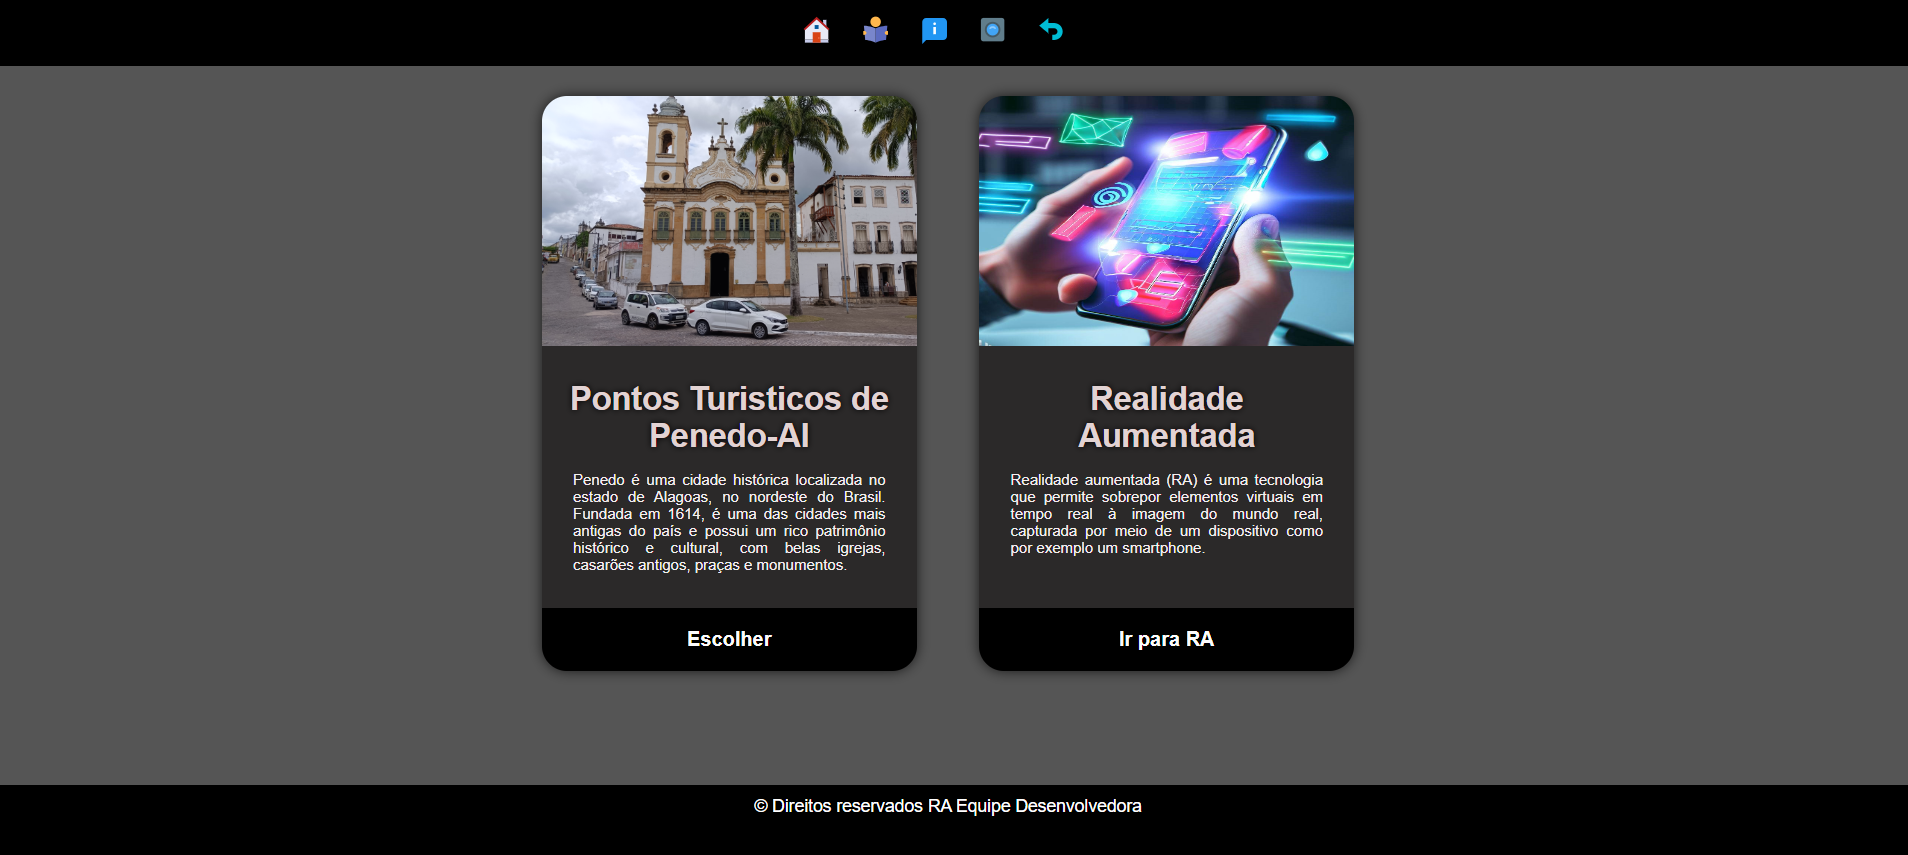 Pontos Turisticos de
Penedo-Al
Penedo é uma cidade histórica localizada no
estado de Alagoas, no nordeste do Brasil.
Fundada em 1614, é uma das cidades mais
antigas do país e possui um rico patrimônio
histórico e cultural, com belas igrejas,
casarões antigos, praças e monumentos.
Escolher
Realidade
Aumentada
Realidade aumentada (RA) é uma tecnologia
que permite sobrepor elementos virtuais em
tempo real à imagem do mundo real,
capturada por meio de um dispositivo como
por exemplo um smartphone.
Ir para RA
© Direitos reservados RA Equipe Desenvolvedora